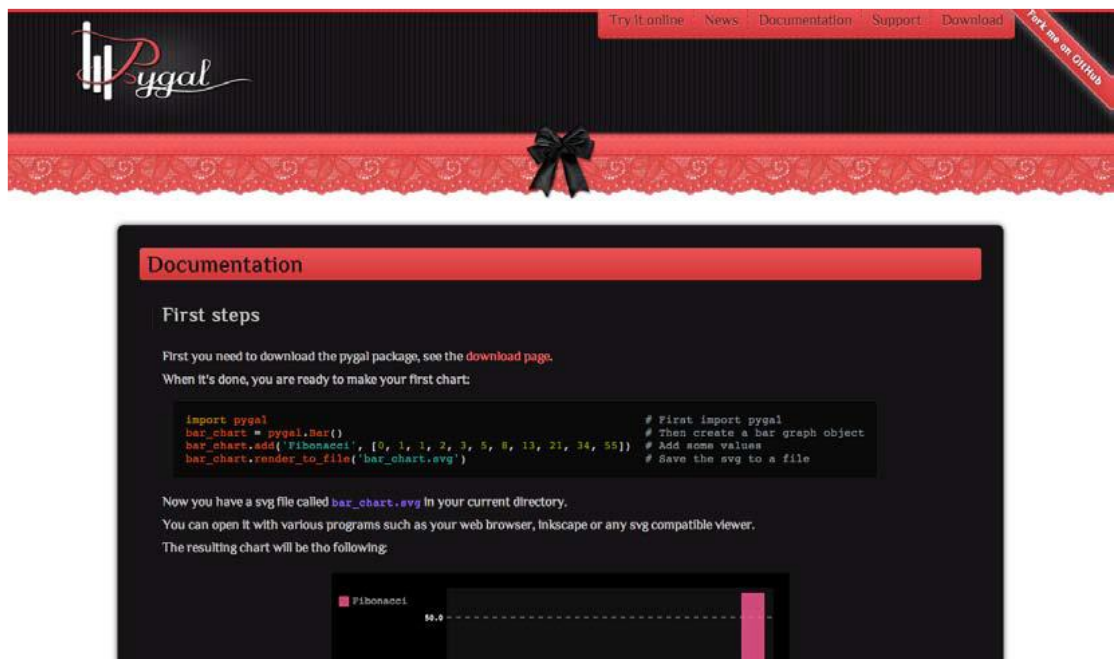 Try it online News Documentation Support Download
Fork me on GitHub
Pygal
Documentation
First steps
First you need to download the pygal package, see the download page.
When it's done, you are ready to make your first chart:
import pygal # First import pygal
bar_chart = pygal.Bar() # Then create a bar graph object
bar_chart.add('Fibonacci', [0, 1, 1, 2, 3, 5, 8, 13, 21, 34, 55]) # Add some values
bar_chart.render_to_file('bar_chart.svg') # Save the svg to a file
Now you have a svg file called bar_chart.svg in your current directory.
You can open it with various programs such as your web browser, inkscape or any svg compatible viewer.
The resulting chart will be tho following:
Fibonacci
50.0